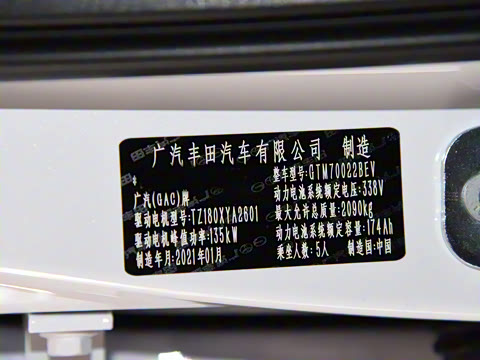 广汽丰田汽车有限公司 制造
广汽(GAC)牌
驱动电机型号:TZ180XYA2601
驱动电机峰值功率:135kW
制造年月:2021年01月
整车型号:GTM70022BEV
动力电池系统额定电压:338V
最大允许总质量:2090kg
动力电池系统额定容量:174Ah
乘坐人数:5人 制造国:中国